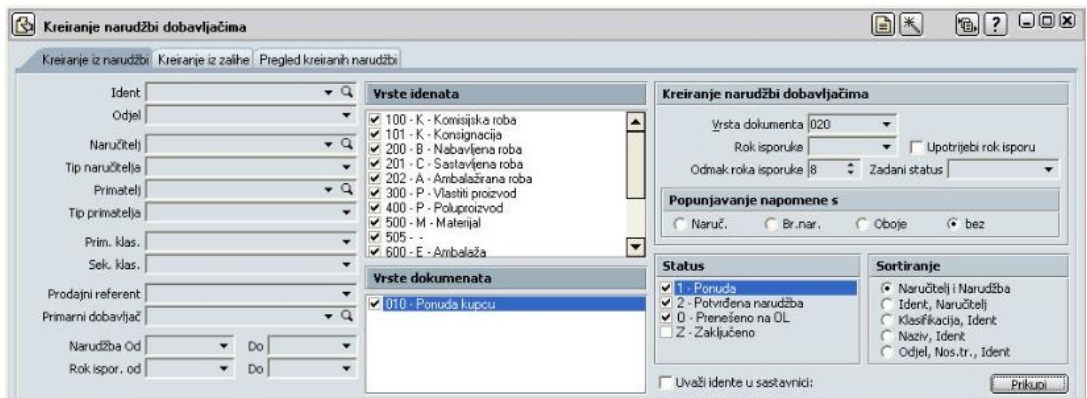 Kreiranje narudžbi dobavljačima
Kreiranje iz narudžbi Kreiranje iz zalihe Pregled kreiranih narudžbi
Ident
Odjel
Naručitelj
Tip naručitelja
Primatelj
Tip primatelja
Prim. klas.
Sek. klas.
Prodajni referent
Primarni dobavljač
Narudžba Od Do
Rok ispor. od Do
Vrste idenata
100 - K - Komisijska roba
101 - K - Konsignacija
200 - B - Nabavljena roba
201 - C - Sastavljena roba
202 - A - Ambalažirana roba
300 - P - Vlastiti proizvod
400 - P - Poluproizvod
500 - M - Materijal
505 - -
600 - E - Ambalaža
Vrste dokumenata
010 - Ponuda kupcu
Kreiranje narudžbi dobavljačima
Vrsta dokumenta 020
Rok isporuke Upotrijebi rok isporu
Odmak roka isporuke 8 Zadani status
Popunjavanje napomene s
Naruč. Br.nar. Oboje bez
Status
1 - Ponuda
2 - Potvrđena narudžba
0 - Prenešeno na OL
Z - Zaključeno
Sortiranje
Naručitelj i Narudžba
Ident, Naručitelj
Klasifikacija, Ident
Naziv, Ident
Odjel, Nos.tr., Ident
Uvaži idente u sastavnici:
Prikupi